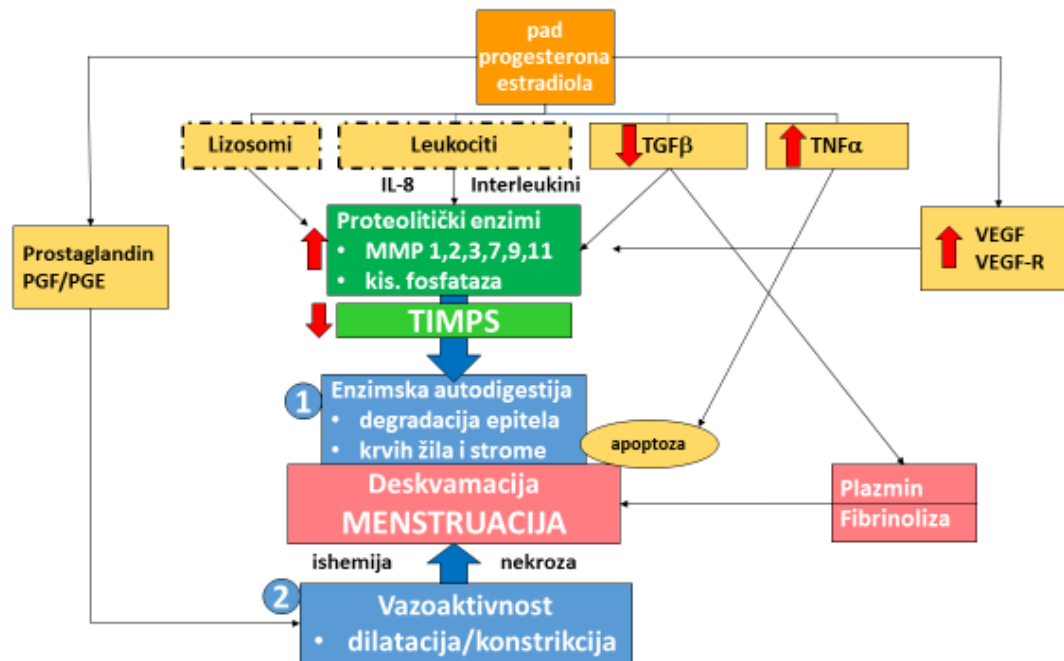 pad
progesterona
estradiola
Lizosomi
Leukociti
TGFβ
TNFα
IL-8
Interleukini
Proteolitički enzimi
• MMP 1,2,3,7,9,11
• kis. fosfataza
VEGF
VEGF-R
Prostaglandin
PGF/PGE
TIMPS
1
Enzimska autodigestija
• degradacija epitela
• krvih žila i strome
apoptoza
Deskvamacija
MENSTRUACIJA
Plazmin
Fibrinoliza
ishemija
nekroza
2
Vazoaktivnost
• dilatacija/konstrikcija